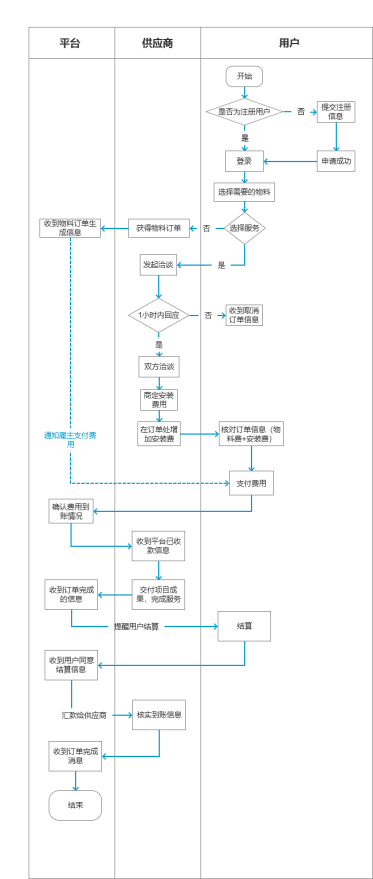 平台
供应商
用户
开始
是否为注册用户
否
提交注册
信息
是
登录
申请成功
选择需要的物料
收到物料订单生
成信息
获得物料订单
否
选择服务
发起洽谈
是
1小时内回应
否
收到取消
订单信息
是
双方洽谈
商定安装
费用
通知雇主支付费
用
在订单处增
加安装费
核对订单信息（物
料费+安装费）
支付费用
确认费用到
账情况
收到平台已收
款信息
收到订单完成
的信息
交付项目成
果，完成服务
提醒用户结算
结算
收到用户同意
结算信息
汇款给供应商
核实到账信息
收到订单完成
消息
结束